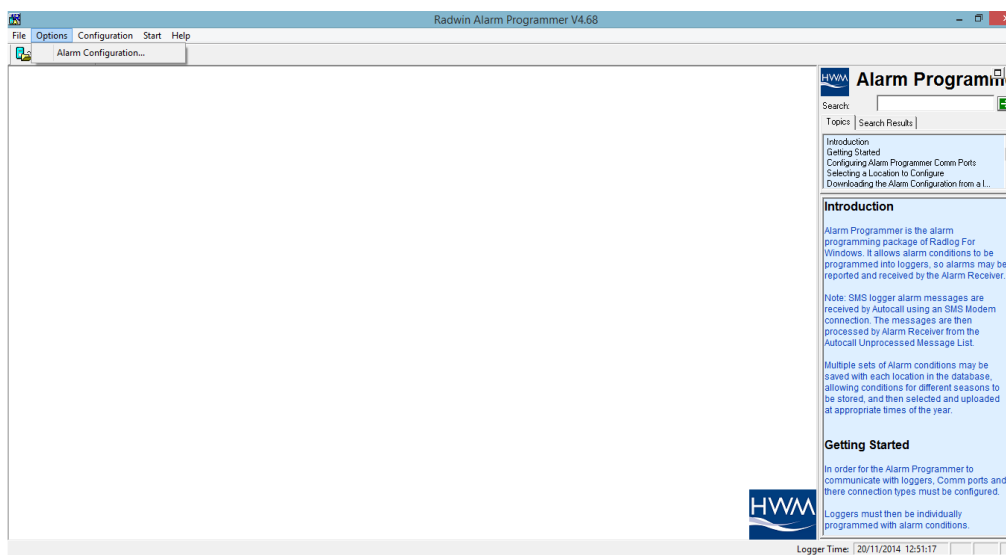 Radwin Alarm Programmer V4.68
File Options Configuration Start Help
Alarm Configuration...
HWM Alarm Programm
Search:
Topics Search Results
Introduction
Getting Started
Configuring Alarm Programmer Comm Ports
Selecting a Location to Configure
Downloading the Alarm Configuration from a l...
Introduction
Alarm Programmer is the alarm
programming package of Radlog For
Windows. It allows alarm conditions to be
programmed into loggers, so alarms may be
reported and received by the Alarm Receiver.
Note: SMS logger alarm messages are
received by Autocall using an SMS Modem
connection. The messages are then
processed by Alarm Receiver from the
Autocall Unprocessed Message List.
Multiple sets of Alarm conditions may be
saved with each location in the database,
allowing conditions for different seasons to
be stored, and then selected and uploaded
at appropriate times of the year.
Getting Started
In order for the Alarm Programmer to
communicate with loggers, Comm ports and
there connection types must be configured.
Loggers must then be individually
programmed with alarm conditions.
HWM
Logger Time: 20/11/2014 12:51:17